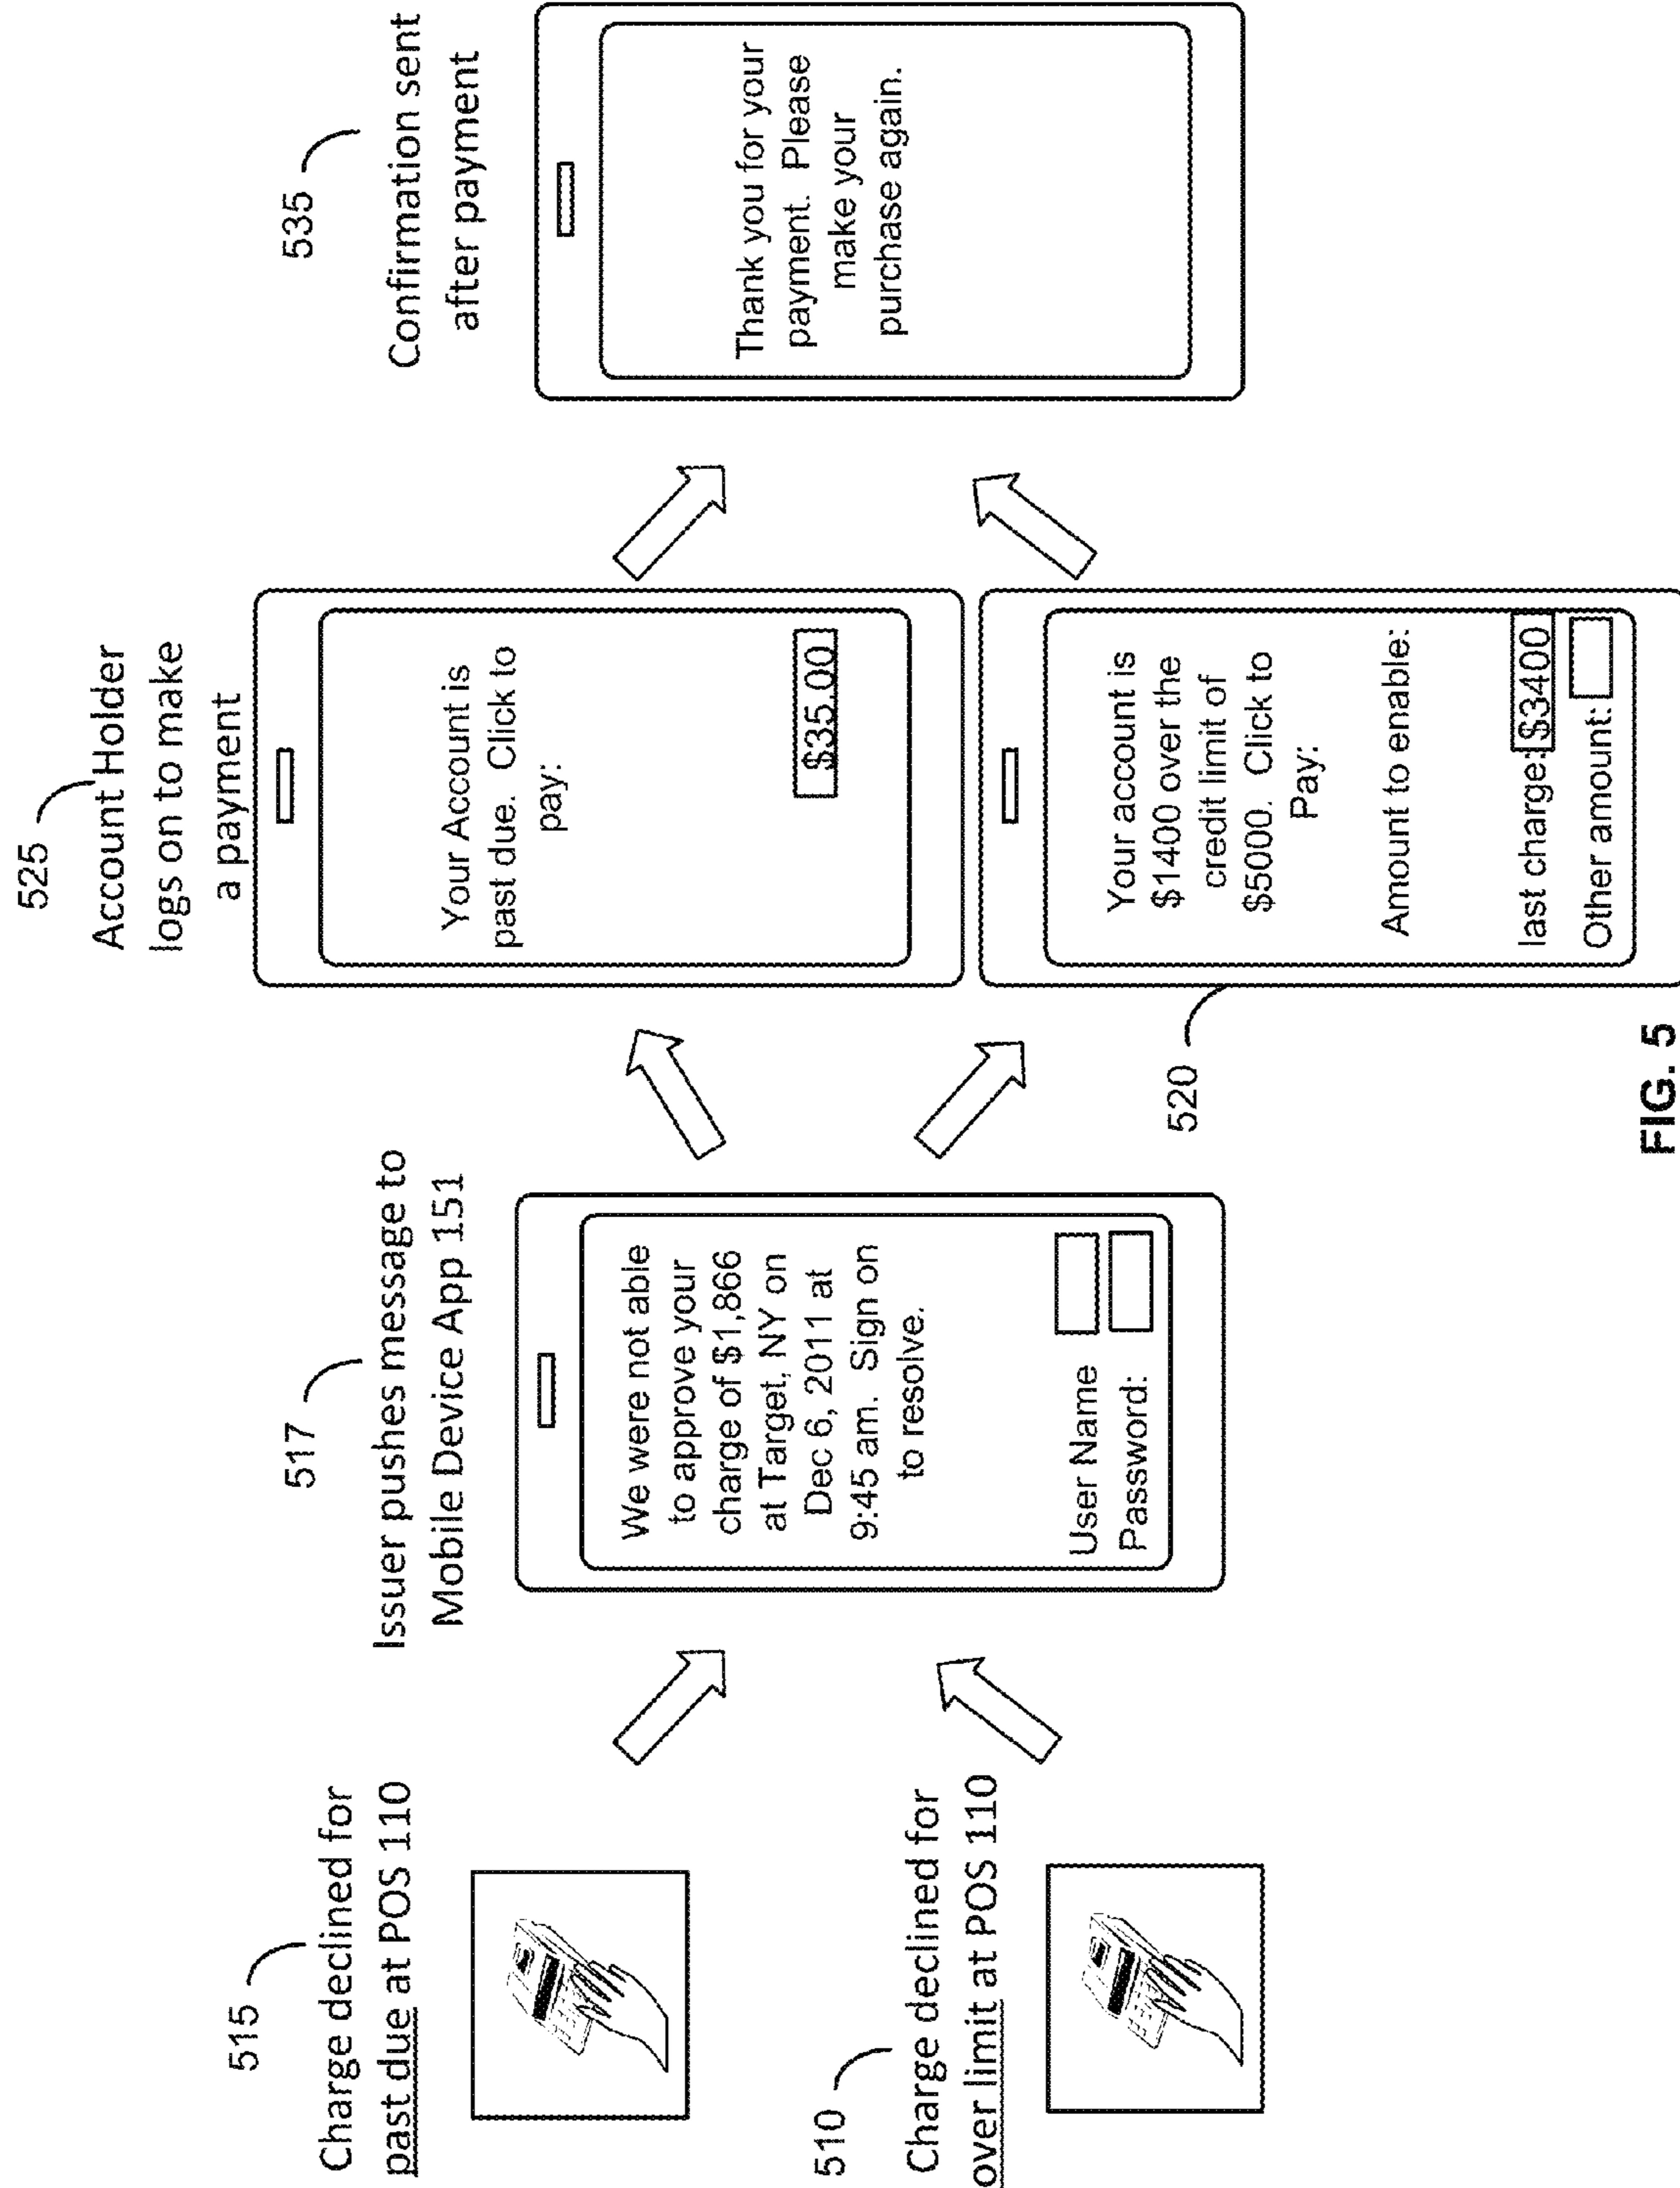 515
Charge declined for
past due at POS 110
510
Charge declined for
over limit at POS 110
517
Issuer pushes message to
Mobile Device App 151
We were not able
to approve your
charge of $1,866
at Target, NY on
Dec 6, 2011 at
9:45 am. Sign on
to resolve.
User Name
Password:
525
Account Holder
logs on to make
a payment
Your Account is
past due. Click to
pay:
$35.00
520
Your account is
$1400 over the
credit limit of
$5000. Click to
Pay:
Amount to enable:
last charge: $3400
Other amount:
535
Confirmation sent
after payment
Thank you for your
payment. Please
make your
purchase again.
FIG. 5